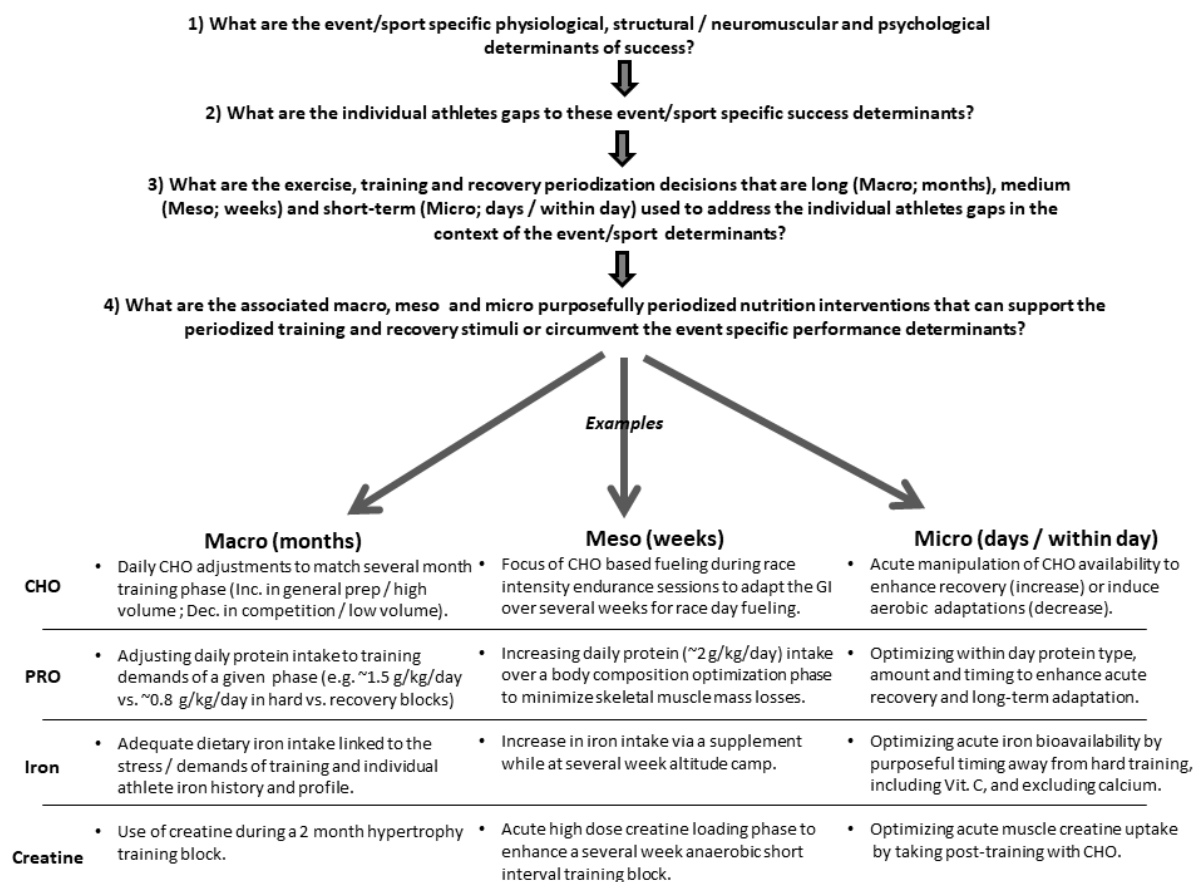 1) What are the event/sport specific physiological, structural / neuromuscular and psychological
determinants of success?
2) What are the individual athletes gaps to these event/sport specific success determinants?
3) What are the exercise, training and recovery periodization decisions that are long (Macro; months), medium
(Meso; weeks) and short-term (Micro; days / within day) used to address the individual athletes gaps in the
context of the event/sport determinants?
4) What are the associated macro, meso and micro purposefully periodized nutrition interventions that can support the
periodized training and recovery stimuli or circumvent the event specific performance determinants?
Examples
Macro (months)
Meso (weeks)
Micro (days / within day)
CHO
• Daily CHO adjustments to match several month
training phase (Inc. in general prep / high
volume ; Dec. in competition / low volume).
• Focus of CHO based fueling during race
intensity endurance sessions to adapt the GI
over several weeks for race day fueling.
• Acute manipulation of CHO availability to
enhance recovery (increase) or induce
aerobic adaptations (decrease).
PRO
• Adjusting daily protein intake to training
demands of a given phase (e.g. ~1.5 g/kg/day
vs. ~0.8 g/kg/day in hard vs. recovery blocks)
• Increasing daily protein (~2 g/kg/day) intake
over a body composition optimization phase
to minimize skeletal muscle mass losses.
• Optimizing within day protein type,
amount and timing to enhance acute
recovery and long-term adaptation.
Iron
• Adequate dietary iron intake linked to the
stress / demands of training and individual
athlete iron history and profile.
• Increase in iron intake via a supplement
while at several week altitude camp.
• Optimizing acute iron bioavailability by
purposeful timing away from hard training,
including Vit. C, and excluding calcium.
Creatine
• Use of creatine during a 2 month hypertrophy
training block.
• Acute high dose creatine loading phase to
enhance a several week anaerobic short
interval training block.
• Optimizing acute muscle creatine uptake
by taking post-training with CHO.